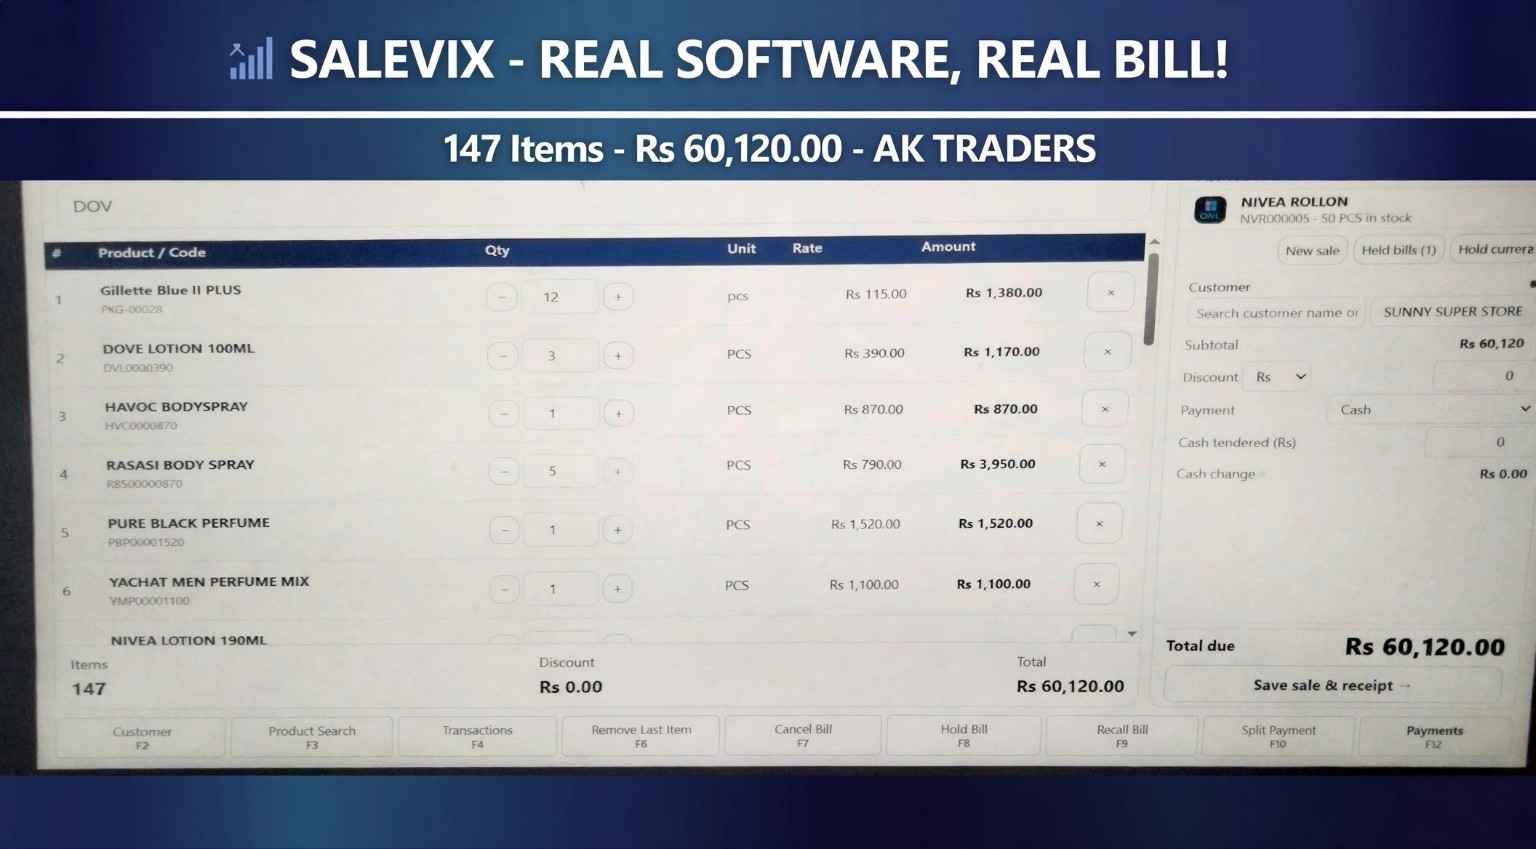 SALEVIX - REAL SOFTWARE, REAL BILL!
147 Items - Rs 60,120.00 - AK TRADERS
DOV
# Product / Code Qty Unit Rate Amount
1 Gillette Blue II PLUS − 12 + pcs Rs 115.00 Rs 1,380.00 ×
PKG-00028
2 DOVE LOTION 100ML − 3 + PCS Rs 390.00 Rs 1,170.00 ×
DVL0000390
3 HAVOC BODYSPRAY − 1 + PCS Rs 870.00 Rs 870.00 ×
HVC0000870
4 RASASI BODY SPRAY − 5 + PCS Rs 790.00 Rs 3,950.00 ×
RBS00000870
5 PURE BLACK PERFUME − 1 + PCS Rs 1,520.00 Rs 1,520.00 ×
PBP00001520
6 YACHAT MEN PERFUME MIX − 1 + PCS Rs 1,100.00 Rs 1,100.00 ×
YMP00001100
NIVEA LOTION 190ML
Items Discount Total
147 Rs 0.00 Rs 60,120.00
NIVEA ROLLON
NVR000005 - 50 PCS in stock
New sale Held bills (1) Hold currera
Customer
Search customer name or SUNNY SUPER STORE
Subtotal Rs 60,120
Discount Rs 0
Payment Cash
Cash tendered (Rs) 0
Cash change Rs 0.00
Total due Rs 60,120.00
Save sale & receipt →
Customer Product Search Transactions Remove Last Item Cancel Bill Hold Bill Recall Bill Split Payment Payments
F2 F3 F4 F6 F7 F8 F9 F10 F12